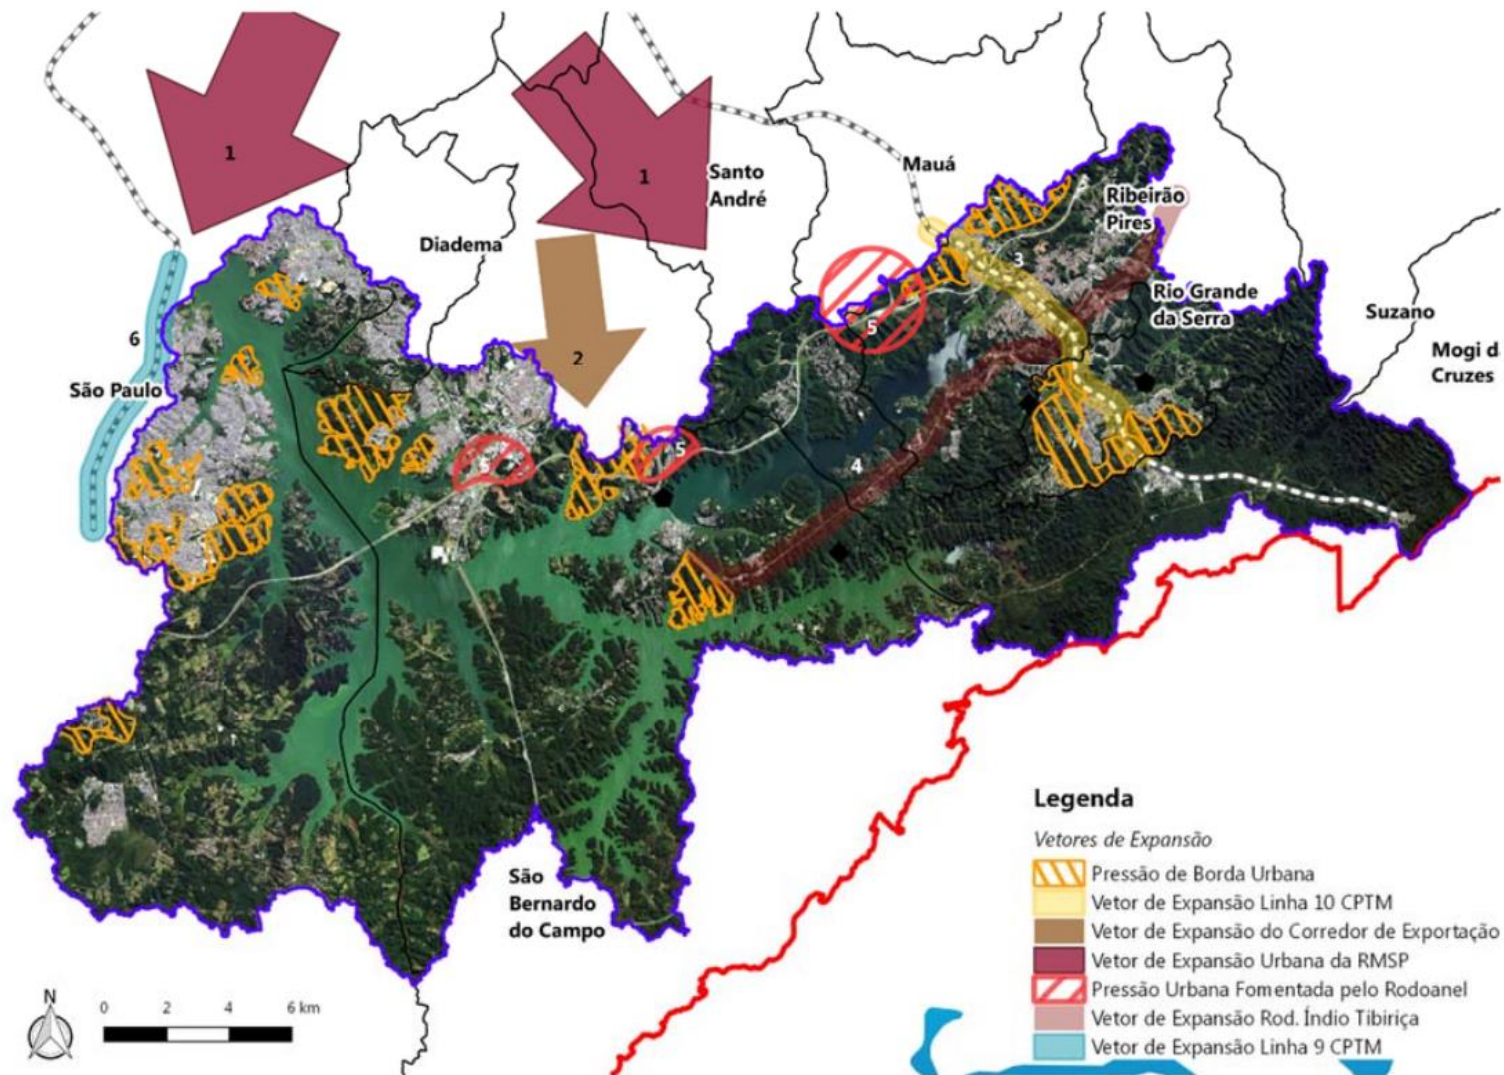 1
1
Santo
André
Mauá
Ribeirão
Pires
Diadema
3
Rio Grande
da Serra
Suzano
5
6
2
Mogi d
Cruzes
São Paulo
5
5
4
São
Bernardo
do Campo
N
0 2 4 6 km
Legenda
Vetores de Expansão
Pressão de Borda Urbana
Vetor de Expansão Linha 10 CPTM
Vetor de Expansão do Corredor de Exportação
Vetor de Expansão Urbana da RMSP
Pressão Urbana Fomentada pelo Rodoanel
Vetor de Expansão Rod. Índio Tibiriça
Vetor de Expansão Linha 9 CPTM